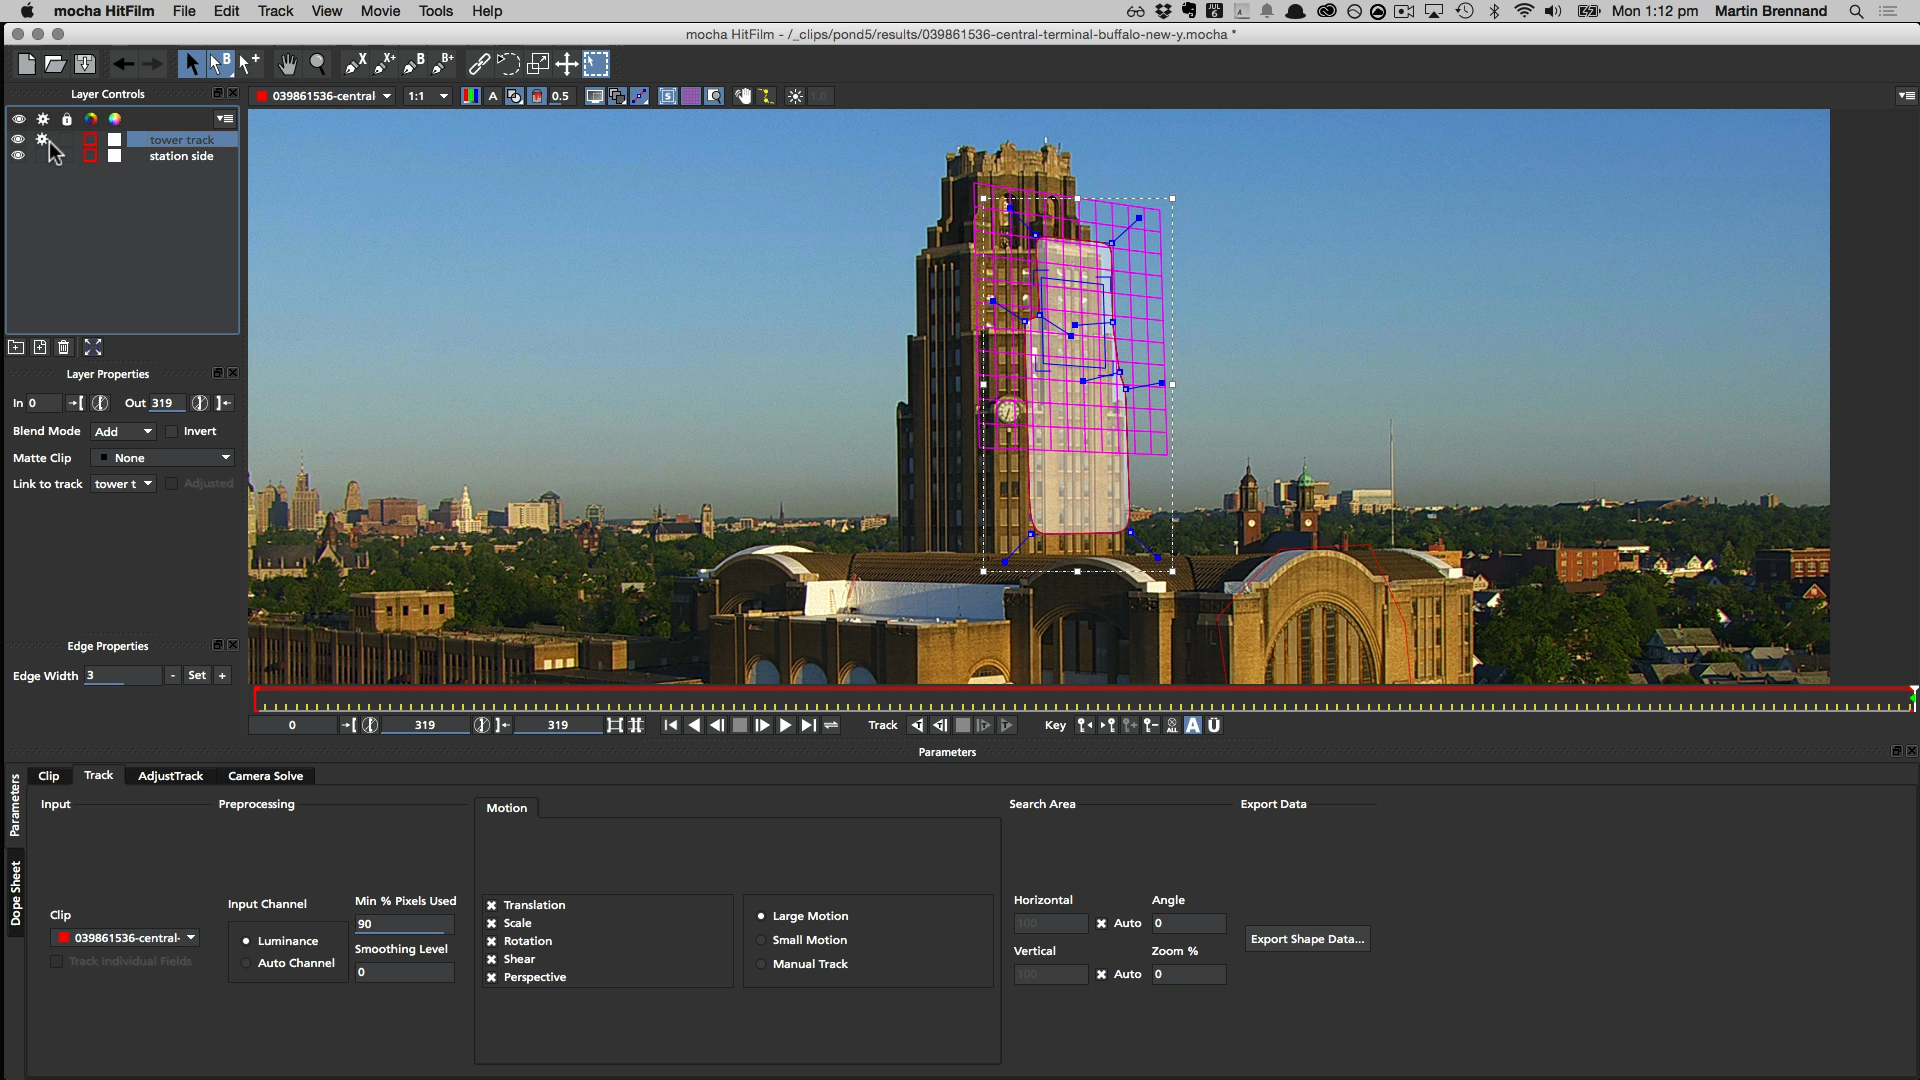 mocha HitFilm File Edit Track View Movie Tools Help Mon 1:12 pm Martin Brennand
mocha HitFilm - /_clips/pond5/results/039861536-central-terminal-buffalo-new-y.mocha *
Layer Controls
039861536-central 1:1 A 0.5 1.0
tower track
station side
Layer Properties
In 0 Out 319
Blend Mode Add Invert
Matte Clip None
Link to track tower t Adjusted
Edge Properties
Edge Width 3 - Set +
0 319 319 Track Key ALL A Ü
Parameters
Clip Track AdjustTrack Camera Solve
Parameters
Dope Sheet
Input Preprocessing Motion Search Area Export Data
Clip
039861536-central-
Track Individual Fields
Input Channel
Luminance
Auto Channel
Min % Pixels Used
90
Smoothing Level
0
Translation
Scale
Rotation
Shear
Perspective
Large Motion
Small Motion
Manual Track
Horizontal Angle
100 Auto 0
Vertical Zoom %
100 Auto 0
Export Shape Data...